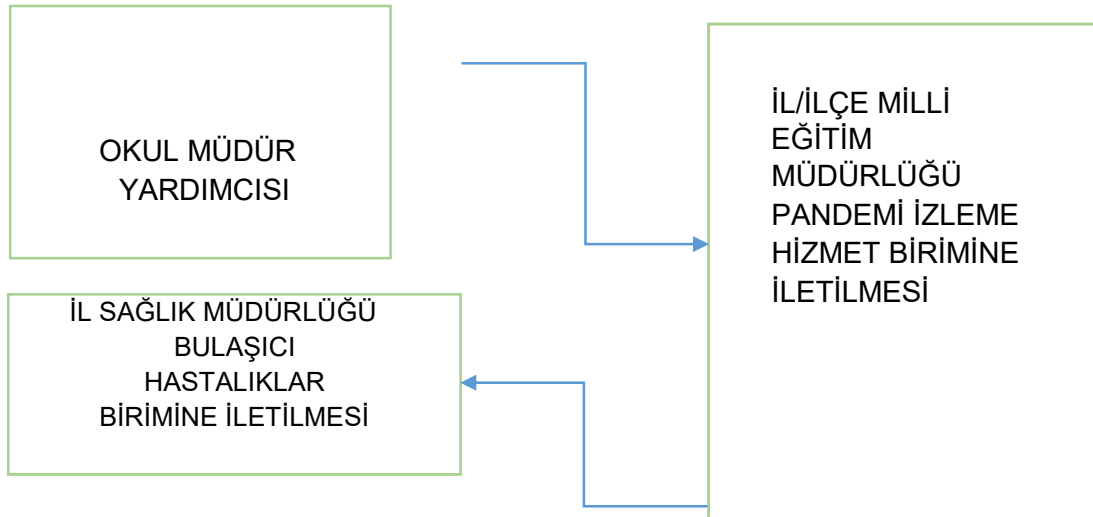 OKUL MÜDÜR
YARDIMCISI
İL/İLÇE MİLLİ
EĞİTİM
MÜDÜRLÜĞÜ
PANDEMİ İZLEME
HİZMET BİRİMİNE
İLETİLMESİ
İL SAĞLIK MÜDÜRLÜĞÜ
BULAŞICI
HASTALIKLAR
BİRİMİNE İLETİLMESİ